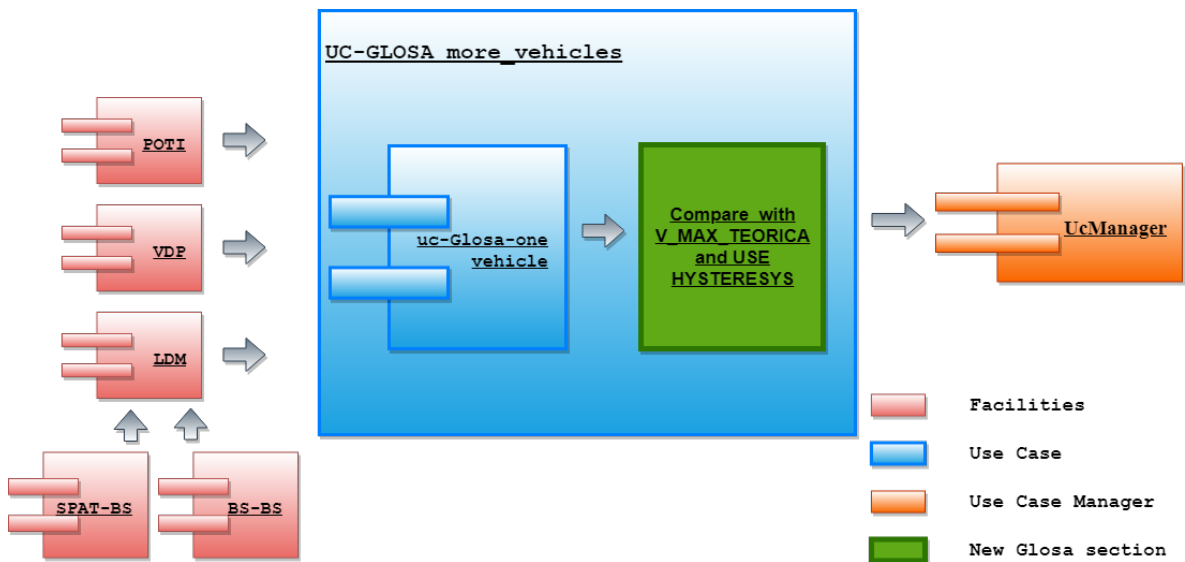 UC-GLOSA more_vehicles
POTI
VDP
LDM
SPAT-BS
BS-BS
uc-Glosa-one
vehicle
Compare with
V_MAX_TEORICA
and USE
HYSTERESYS
UcManager
Facilities
Use Case
Use Case Manager
New Glosa section